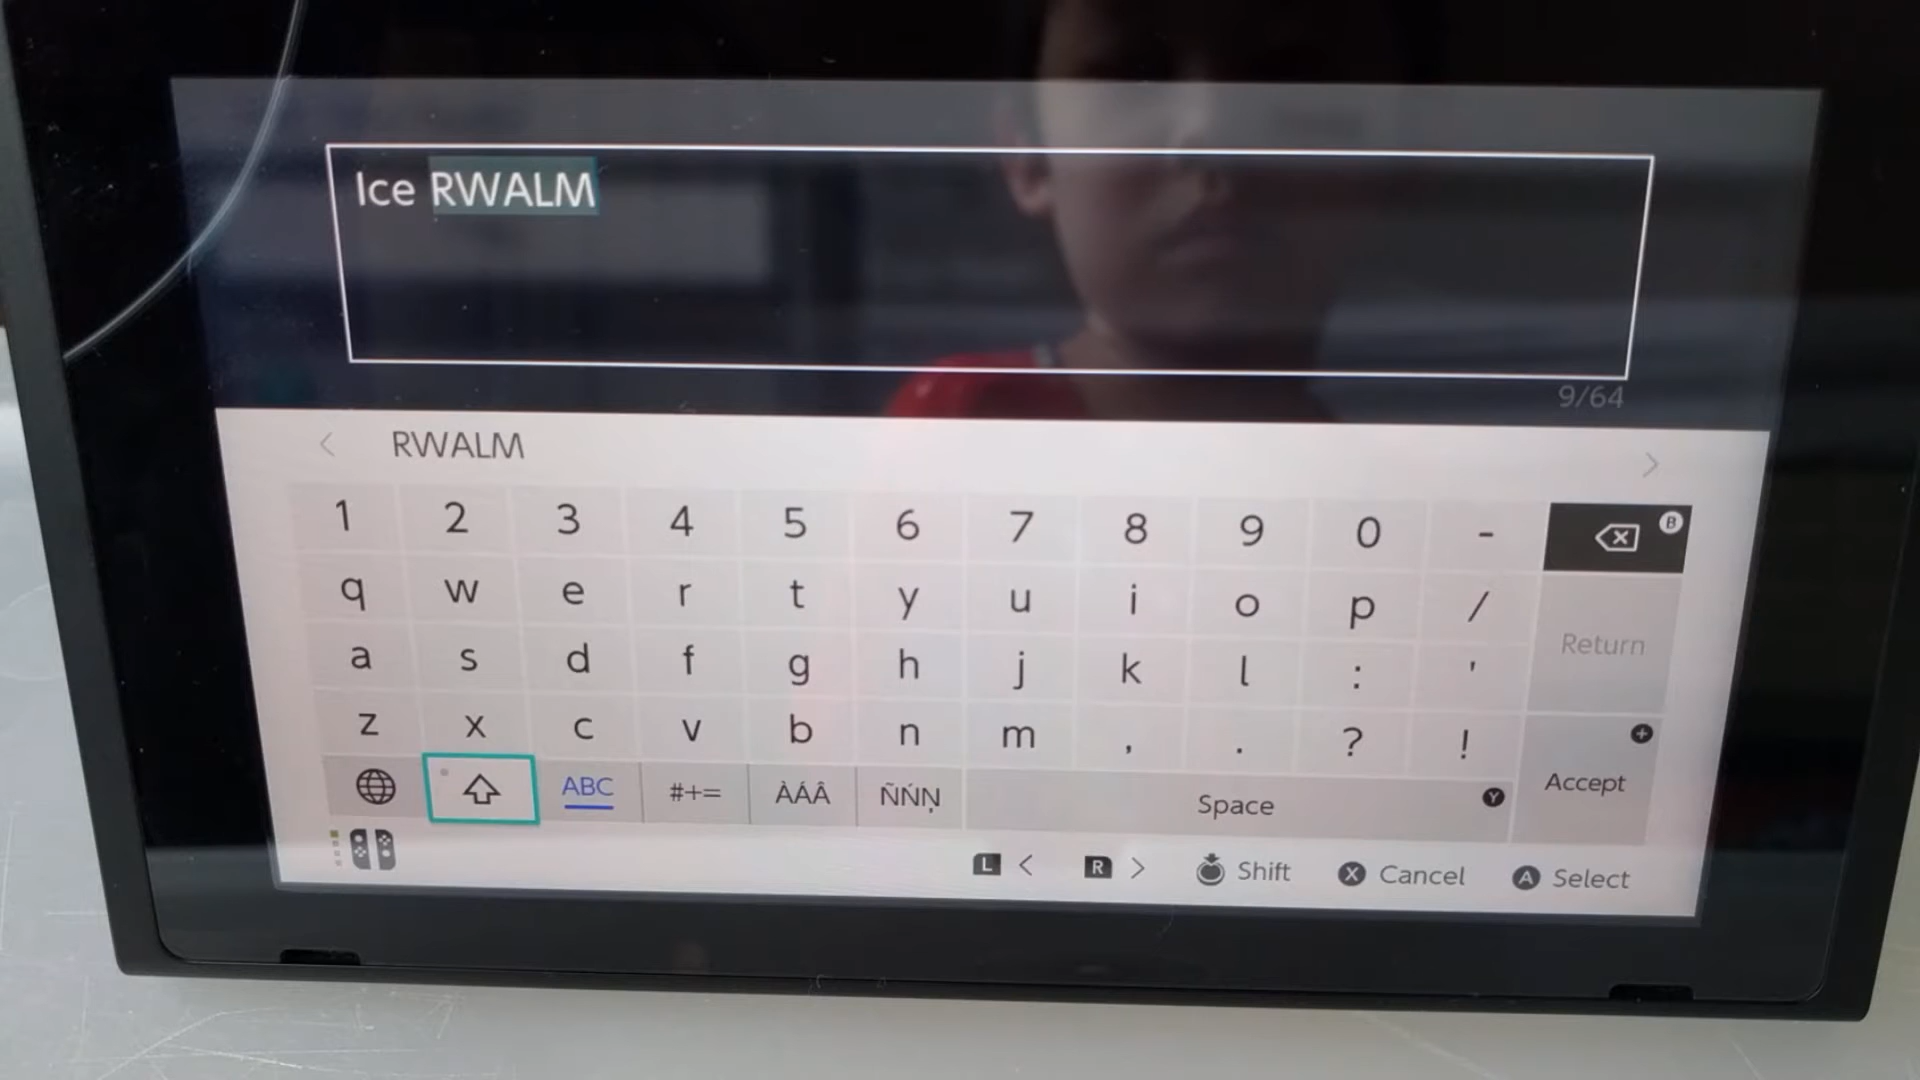 Ice RWALM
9/64
< RWALM >
1 2 3 4 5 6 7 8 9 0 - B
q w e r t y u i o p /
Return
a s d f g h j k l : '
z x c v b n m , . ? ! +
Accept
ABC #+= ÀÁÂ ÑŃŅ Space Y
L < R > Shift X Cancel A Select